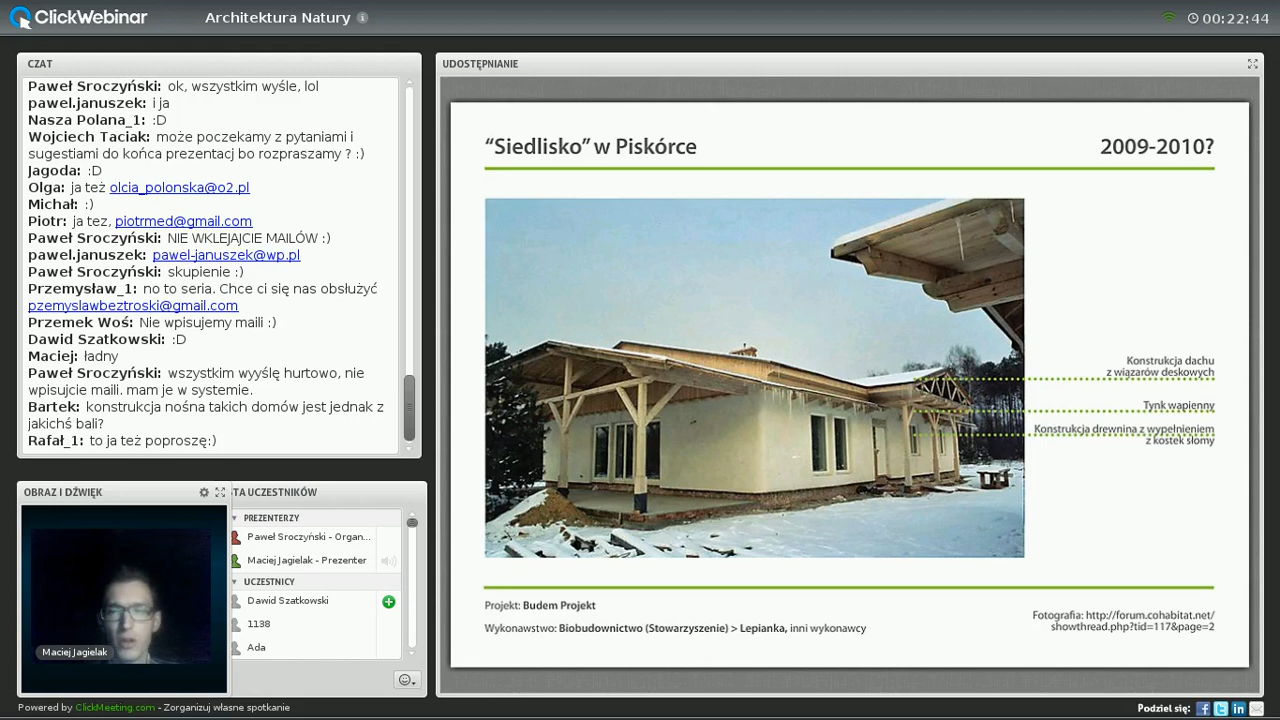 ClickWebinar
Architektura Natury
00:22:44
CZAT
Paweł Sroczyński: ok, wszystkim wyśle, lol
pawel.januszek: i ja
Nasza Polana_1: :D
Wojciech Taciak: może poczekamy z pytaniami i
sugestiami do końca prezentacj bo rozpraszamy ? :)
Jagoda: :D
Olga: ja też olcia_polonska@o2.pl
Michał: :)
Piotr: ja tez, piotrmed@gmail.com
Paweł Sroczyński: NIE WKLEJAJCIE MAILÓW :)
pawel.januszek: pawel-januszek@wp.pl
Paweł Sroczyński: skupienie :)
Przemysław_1: no to seria. Chce ci się nas obsłużyć
pzemyslawbeztroski@gmail.com
Przemek Woś: Nie wpisujemy maili :)
Dawid Szatkowski: :D
Maciej: ładny
Paweł Sroczyński: wszystkim wyyślę hurtowo, nie
wpisujcie maili. mam je w systemie.
Bartek: konstrukcja nośna takich domów jest jednak z
jakichś bali?
Rafał_1: to ja też poproszę:)
OBRAZ I DŹWIĘK
Maciej Jagielak
TA UCZESTNIKÓW
PREZENTERZY
Paweł Sroczyński - Organ...
Maciej Jagielak - Prezenter
UCZESTNICY
Dawid Szatkowski
1138
Ada
UDOSTĘPNIANIE
“Siedlisko” w Piskórce
2009-2010?
Konstrukcja dachu
z wiązarów deskowych
Tynk wapienny
Konstrukcja drewnina z wypełnieniem
z kostek słomy
Projekt: Budem Projekt
Wykonawstwo: Biobudownictwo (Stowarzyszenie) > Lepianka, inni wykonawcy
Fotografia: http://forum.cohabitat.net/
showthread.php?tid=117&page=2
Powered by ClickMeeting.com - Zorganizuj własne spotkanie
Podziel się: